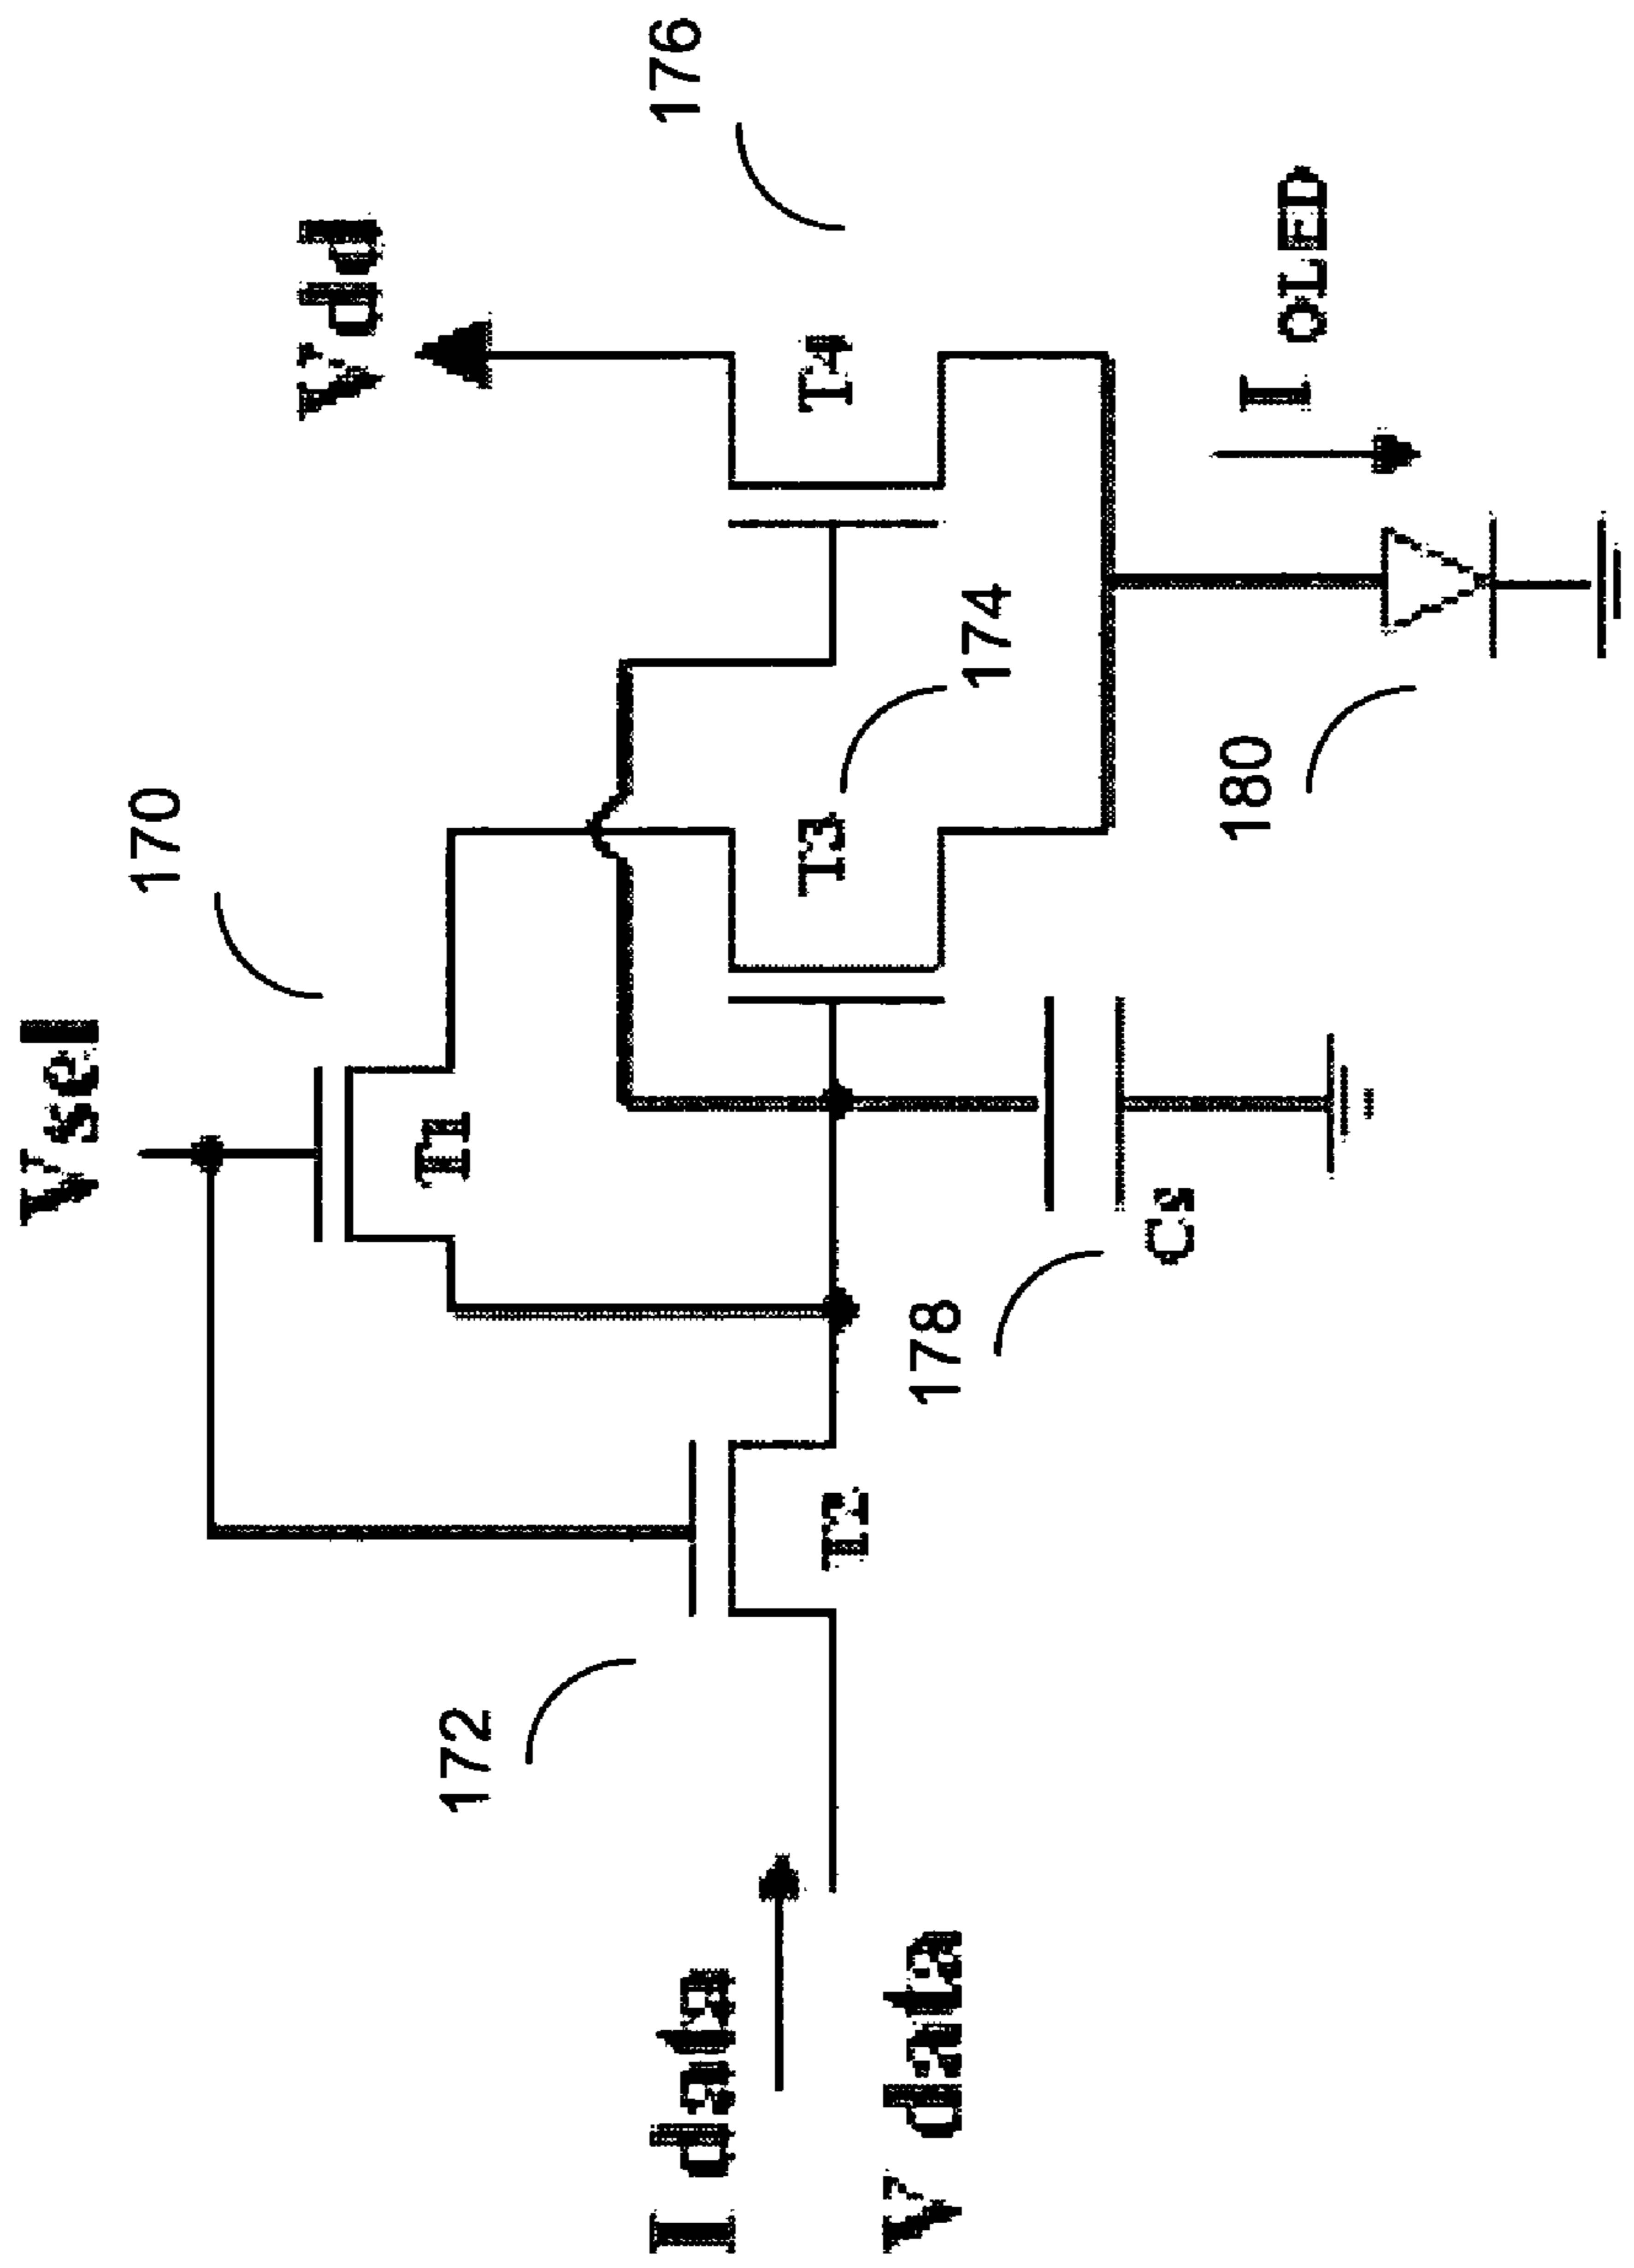 Vsel
170
Vdd
176
T1
172
T2
T3
174
T4
I data
V data
178
Cs
180
I OLED